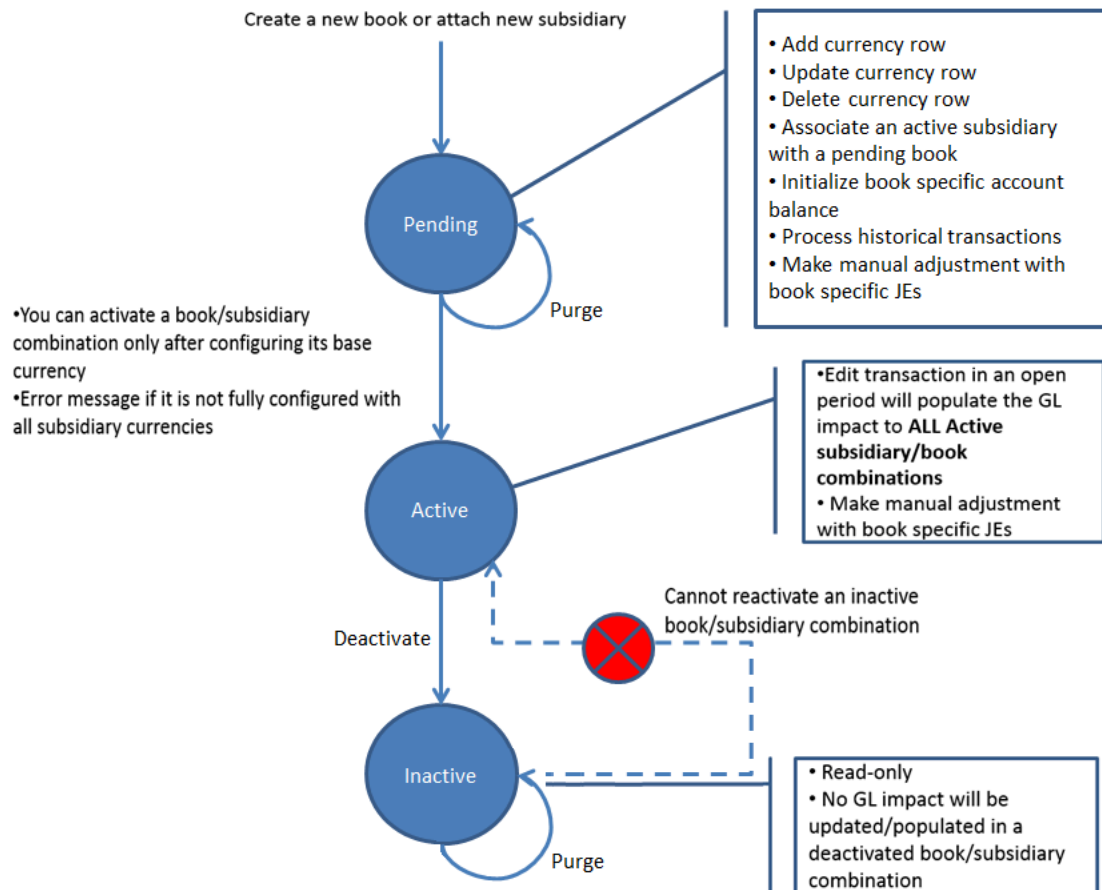 Create a new book or attach new subsidiary
• Add currency row
• Update currency row
• Delete currency row
• Associate an active subsidiary
with a pending book
• Initialize book specific account
balance
• Process historical transactions
• Make manual adjustment with
book specific JEs
Pending
Purge
•You can activate a book/subsidiary
combination only after configuring its base
currency
•Error message if it is not fully configured with
all subsidiary currencies
•Edit transaction in an open
period will populate the GL
impact to ALL Active
subsidiary/book
combinations
• Make manual adjustment
with book specific JEs
Active
Cannot reactivate an inactive
book/subsidiary combination
Deactivate
Inactive
Purge
• Read-only
• No GL impact will be
updated/populated in a
deactivated book/subsidiary
combination